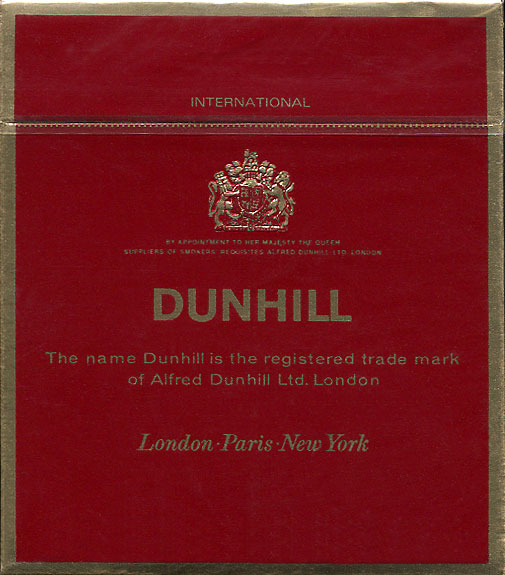 INTERNATIONAL
BY APPOINTMENT TO HER MAJESTY THE QUEEN
SUPPLIERS OF SMOKERS' REQUISITES ALFRED DUNHILL LTD. LONDON
DUNHILL
The name Dunhill is the registered trade mark
of Alfred Dunhill Ltd. London
London·Paris·New York